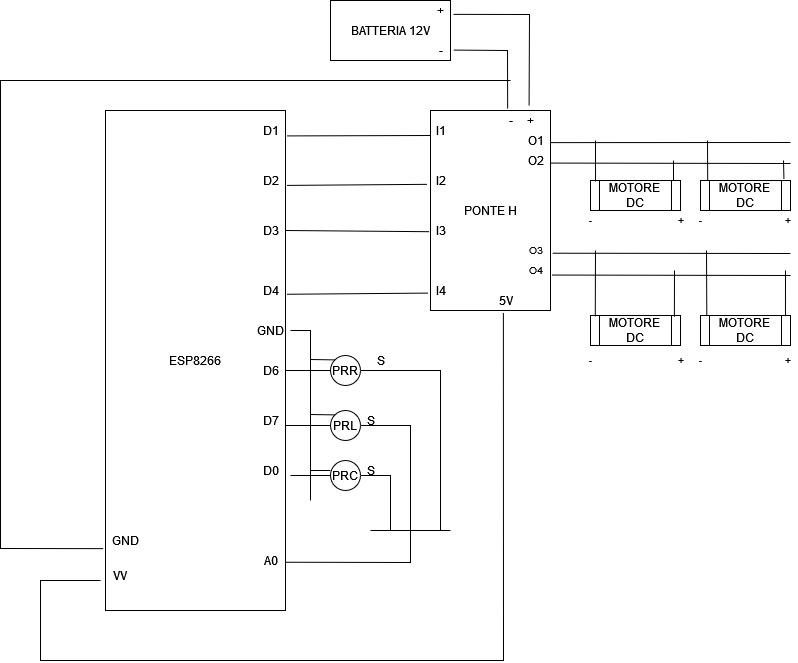 BATTERIA 12V
+
-
- +
D1
I1
O1
O2
D2
I2
MOTORE
DC
MOTORE
DC
PONTE H
- + - +
D3
I3
O3
O4
D4
I4
5V
MOTORE
DC
MOTORE
DC
- + - +
GND
ESP8266
D6
PRR
S
D7
PRL
S
D0
PRC
S
GND
A0
VV